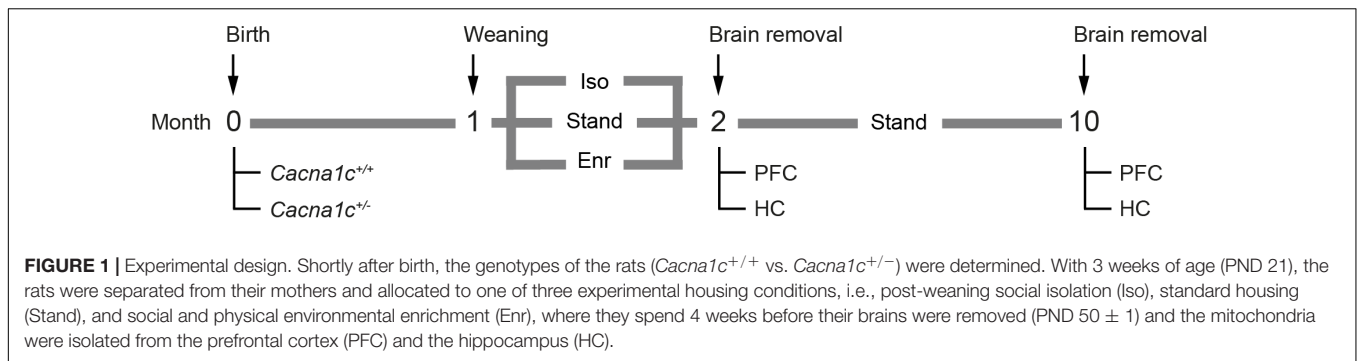 Birth Weaning Brain removal Brain removal
Iso
Month 0 1 Stand 2 Stand 10
Enr
Cacna1c+/+ PFC PFC
Cacna1c+/- HC HC
FIGURE 1 | Experimental design. Shortly after birth, the genotypes of the rats (Cacna1c+/+ vs. Cacna1c+/−) were determined. With 3 weeks of age (PND 21), the
rats were separated from their mothers and allocated to one of three experimental housing conditions, i.e., post-weaning social isolation (Iso), standard housing
(Stand), and social and physical environmental enrichment (Enr), where they spend 4 weeks before their brains were removed (PND 50 ± 1) and the mitochondria
were isolated from the prefrontal cortex (PFC) and the hippocampus (HC).